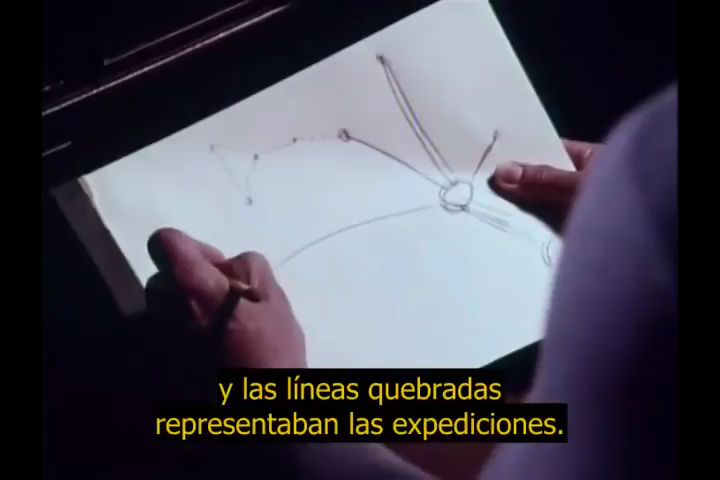 y las líneas quebradas
representaban las expediciones.